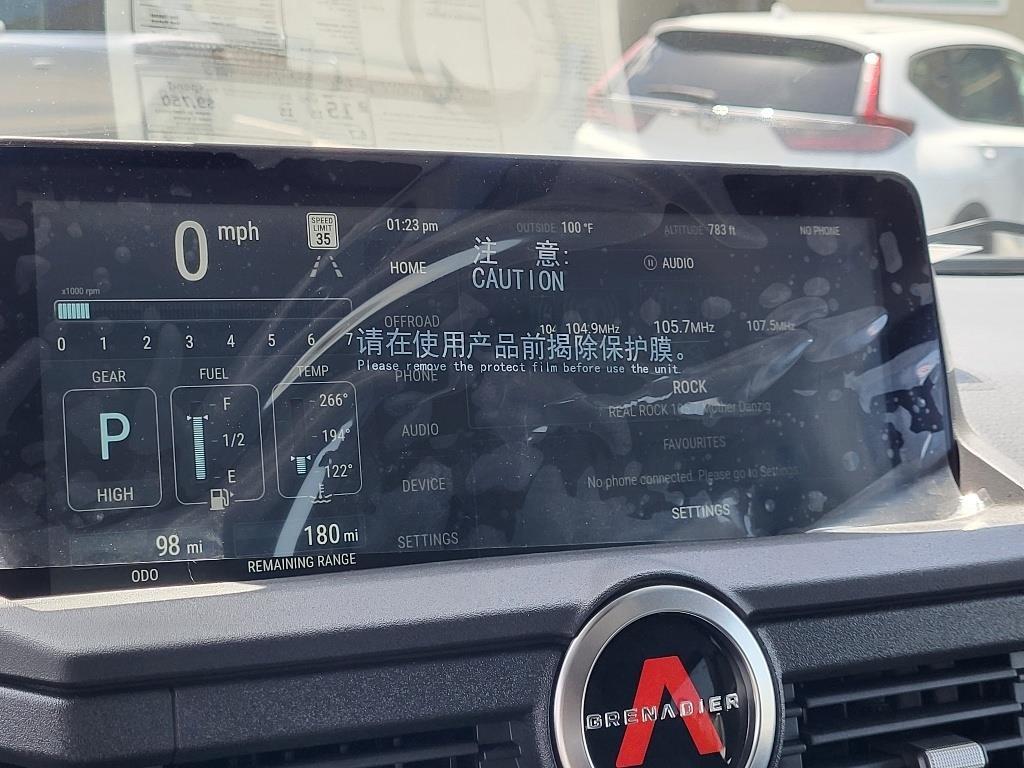 0 mph
SPEED
LIMIT
35
01:23 pm
OUTSIDE 100 °F
ALTITUDE 783 ft
NO PHONE
注 意:
CAUTION
HOME
AUDIO
x1000 rpm
0 1 2 3 4 5 6 7
OFFROAD
104.9MHz 105.7MHz 107.5MHz
请在使用产品前揭除保护膜。
Please remove the protect film before use the unit.
GEAR
FUEL
TEMP
PHONE
ROCK
P
HIGH
F
1/2
E
266°
194°
122°
REAL ROCK Mother Danzig
AUDIO
FAVOURITES
No phone connected. Please go to Settings
DEVICE
SETTINGS
SETTINGS
98 mi
ODO
180 mi
REMAINING RANGE
GRENADIER